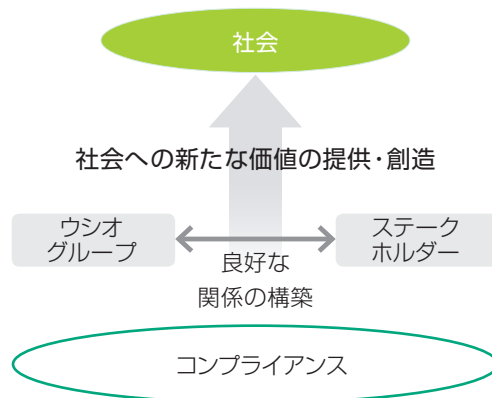 社会
社会への新たな価値の提供・創造
ウシオ
グループ
ステーク
ホルダー
良好な
関係の構築
コンプライアンス